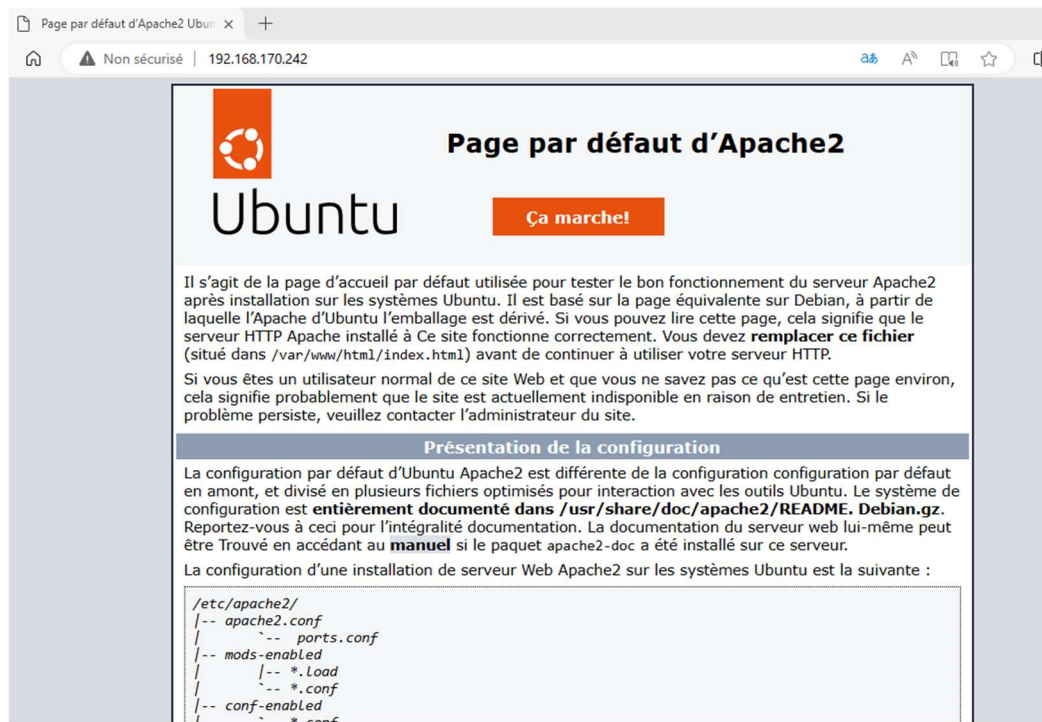 Page par défaut d'Apache2 Ubun
Non sécurisé | 192.168.170.242
Ubuntu
Page par défaut d’Apache2
Ça marche!
Il s’agit de la page d’accueil par défaut utilisée pour tester le bon fonctionnement du serveur Apache2
après installation sur les systèmes Ubuntu. Il est basé sur la page équivalente sur Debian, à partir de
laquelle l’Apache d’Ubuntu l’emballage est dérivé. Si vous pouvez lire cette page, cela signifie que le
serveur HTTP Apache installé à Ce site fonctionne correctement. Vous devez remplacer ce fichier
(situé dans /var/www/html/index.html) avant de continuer à utiliser votre serveur HTTP.
Si vous êtes un utilisateur normal de ce site Web et que vous ne savez pas ce qu’est cette page environ,
cela signifie probablement que le site est actuellement indisponible en raison de entretien. Si le
problème persiste, veuillez contacter l’administrateur du site.
Présentation de la configuration
La configuration par défaut d’Ubuntu Apache2 est différente de la configuration configuration par défaut
en amont, et divisé en plusieurs fichiers optimisés pour interaction avec les outils Ubuntu. Le système de
configuration est entièrement documenté dans /usr/share/doc/apache2/README. Debian.gz.
Reportez-vous à ceci pour l’intégralité documentation. La documentation du serveur web lui-même peut
être Trouvé en accédant au manuel si le paquet apache2-doc a été installé sur ce serveur.
La configuration d’une installation de serveur Web Apache2 sur les systèmes Ubuntu est la suivante :
/etc/apache2/
|-- apache2.conf
|       `--  ports.conf
|-- mods-enabled
|       |-- *.load
|       `-- *.conf
|-- conf-enabled
|       `-- *.conf